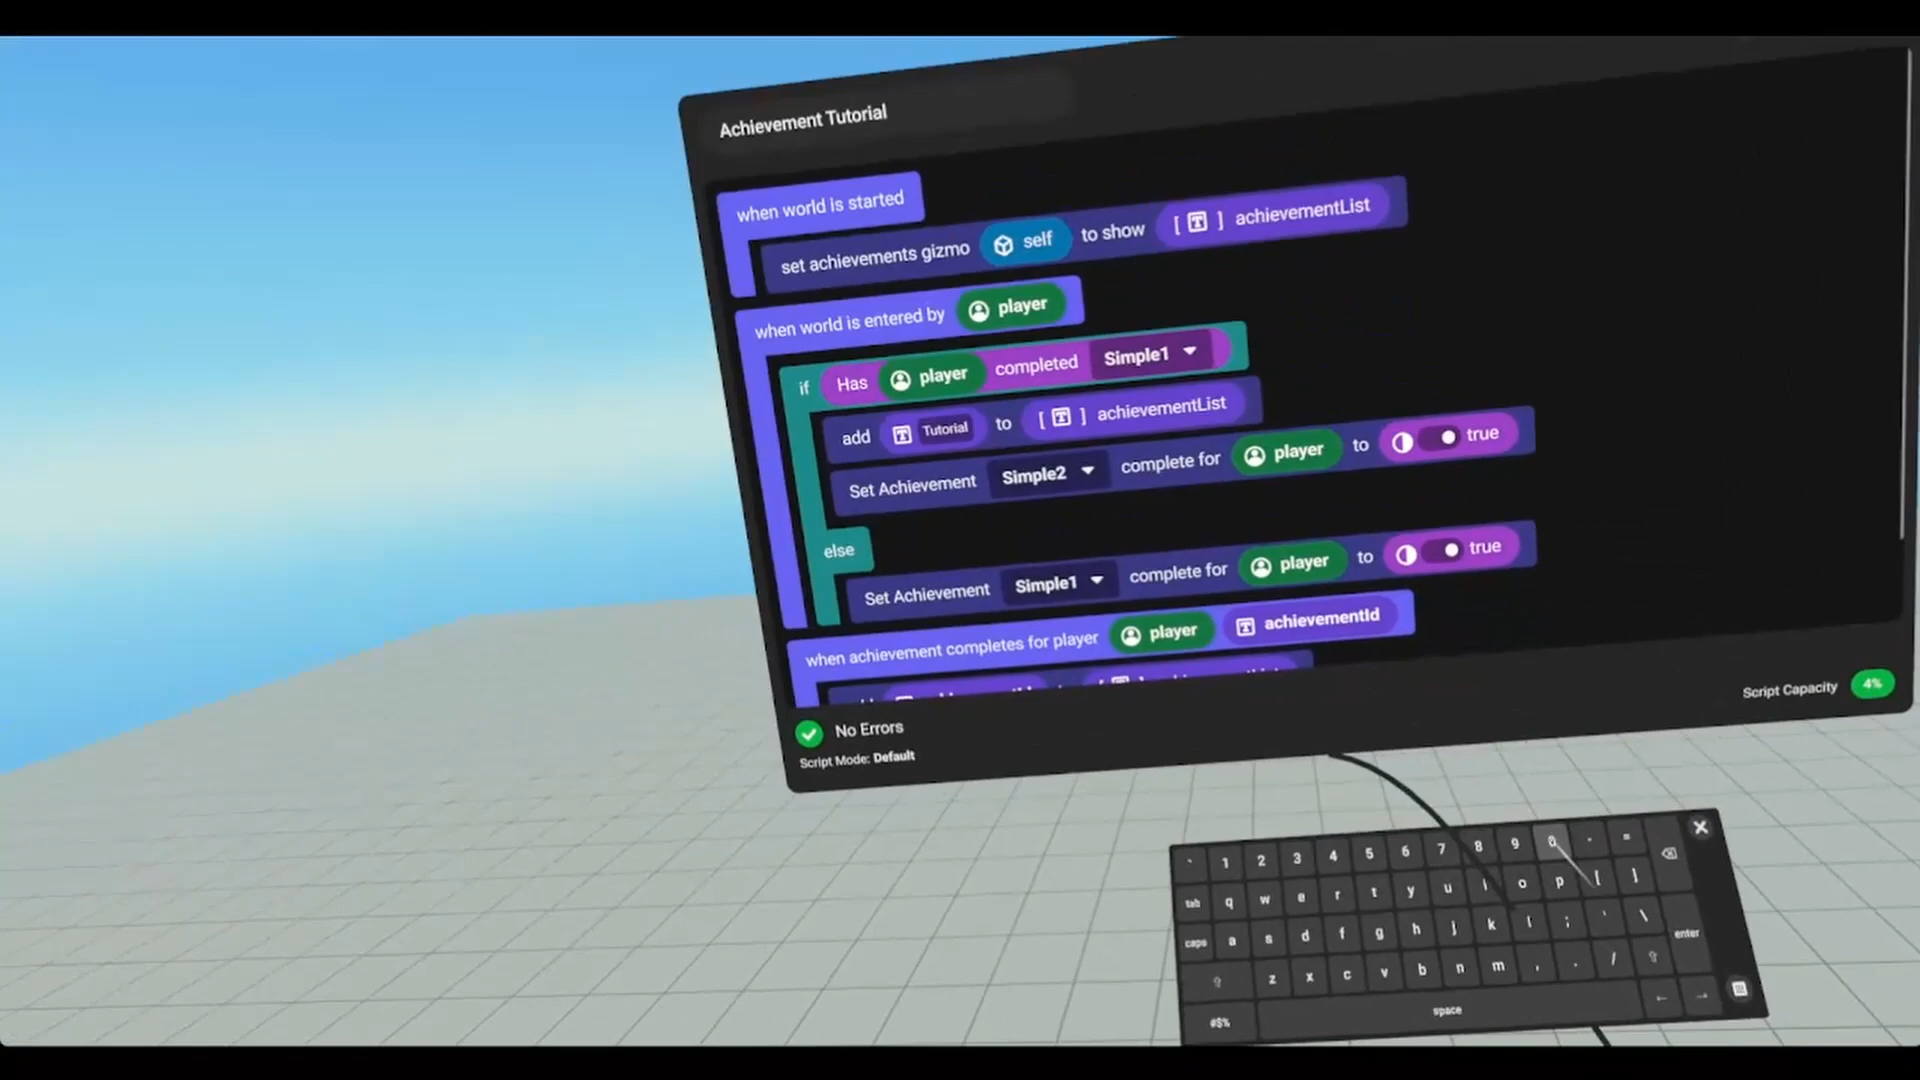 Achievement Tutorial
when world is started
set achievements gizmo self to show [ T ] achievementList
when world is entered by player
if Has player completed Simple1
add T Tutorial to [ T ] achievementList
Set Achievement Simple2 complete for player to true
else
Set Achievement Simple1 complete for player to true
when achievement completes for player player T achievementId
No Errors
Script Capacity 4%
Script Mode: Default
` 1 2 3 4 5 6 7 8 9 0 - =
tab q w e r t y u i o p [ ]
caps a s d f g h j k l ; ' \ enter
z x c v b n m , . /
#$% space